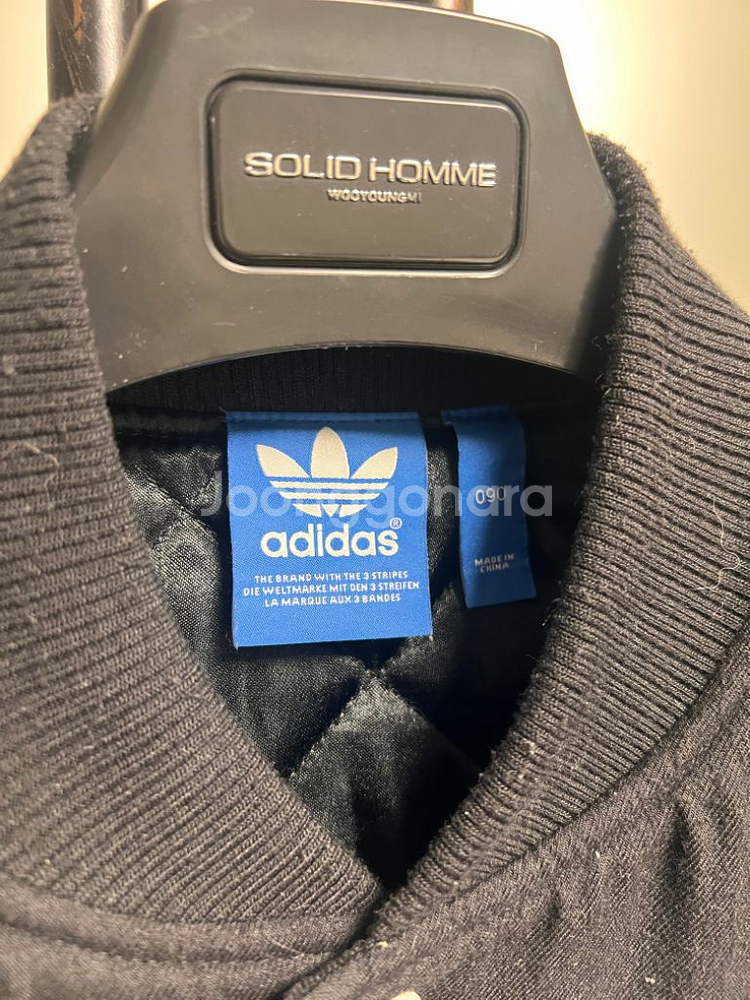 SOLID HOMME
WOOYOUNGMI
Joonggonara
adidas®
THE BRAND WITH THE 3 STRIPES
DIE WELTMARKE MIT DEN 3 STREIFEN
LA MARQUE AUX 3 BANDES
090
MADE IN
CHINA